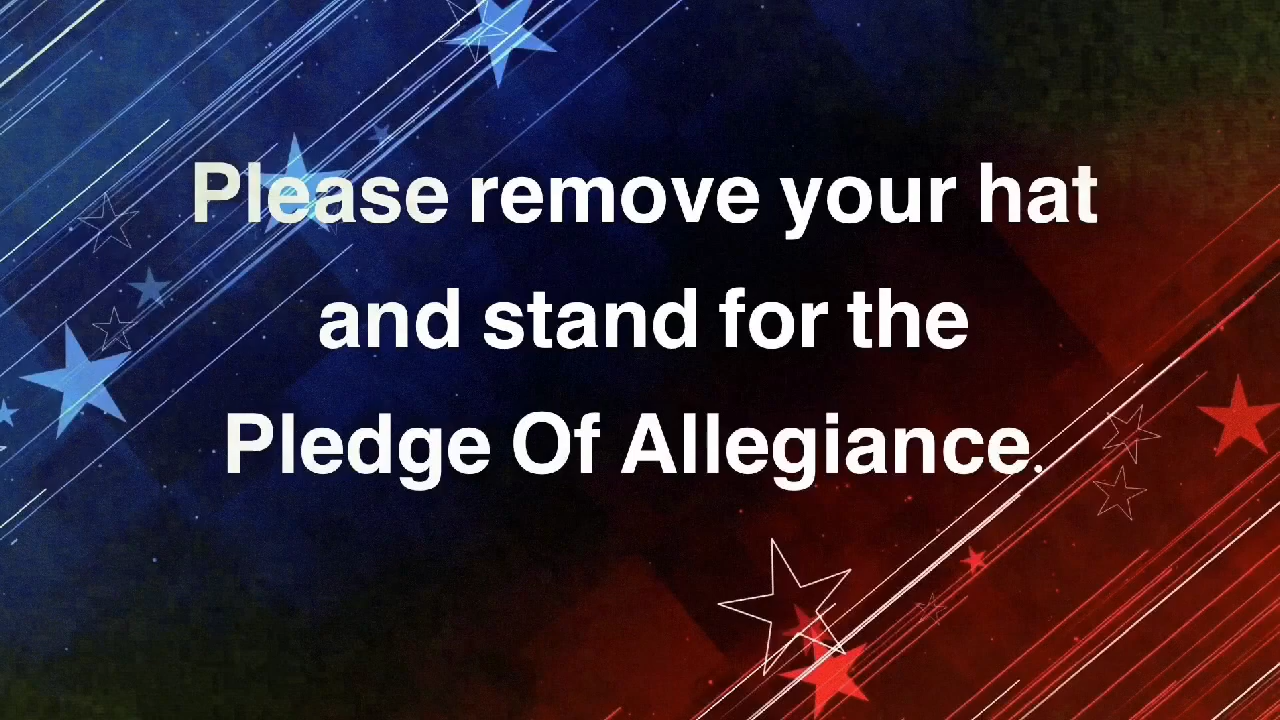 Please remove your hat
and stand for the
Pledge Of Allegiance.